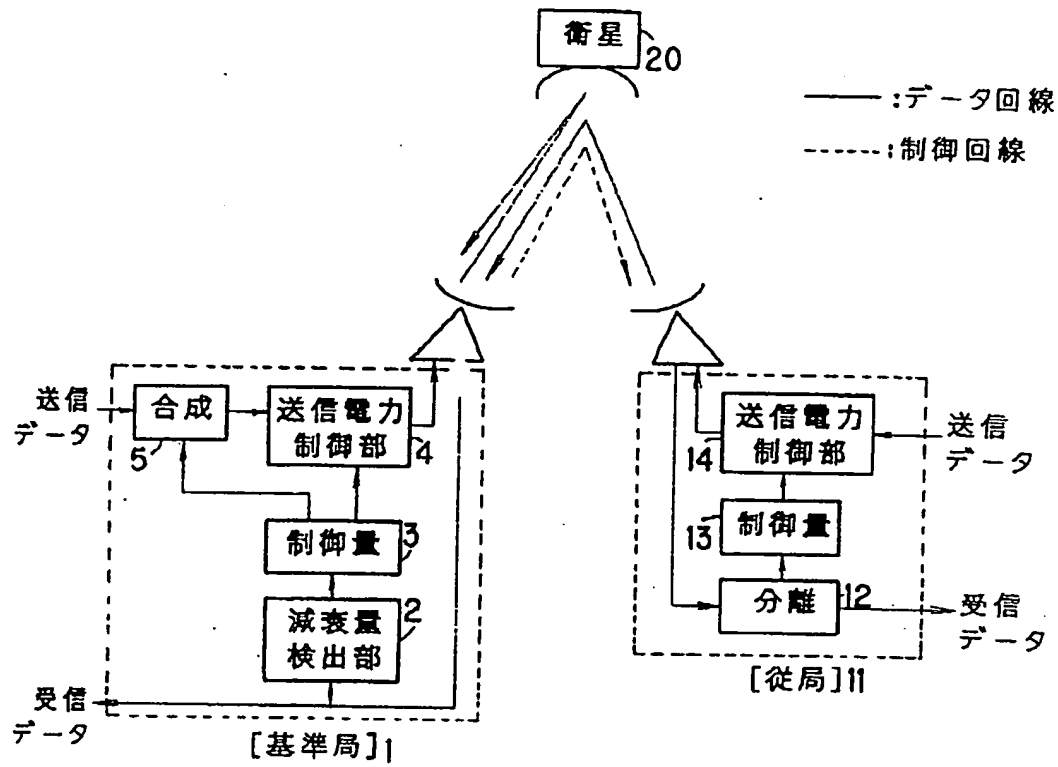 衛星
20
:データ回線
:制御回線
送信
データ
合成
5
送信電力
制御部
4
制御量
3
減衰量
検出部
2
受信
データ
[基準局]1
送信電力
制御部
14
送信
データ
制御量
13
分離
12
受信
データ
[従局]11